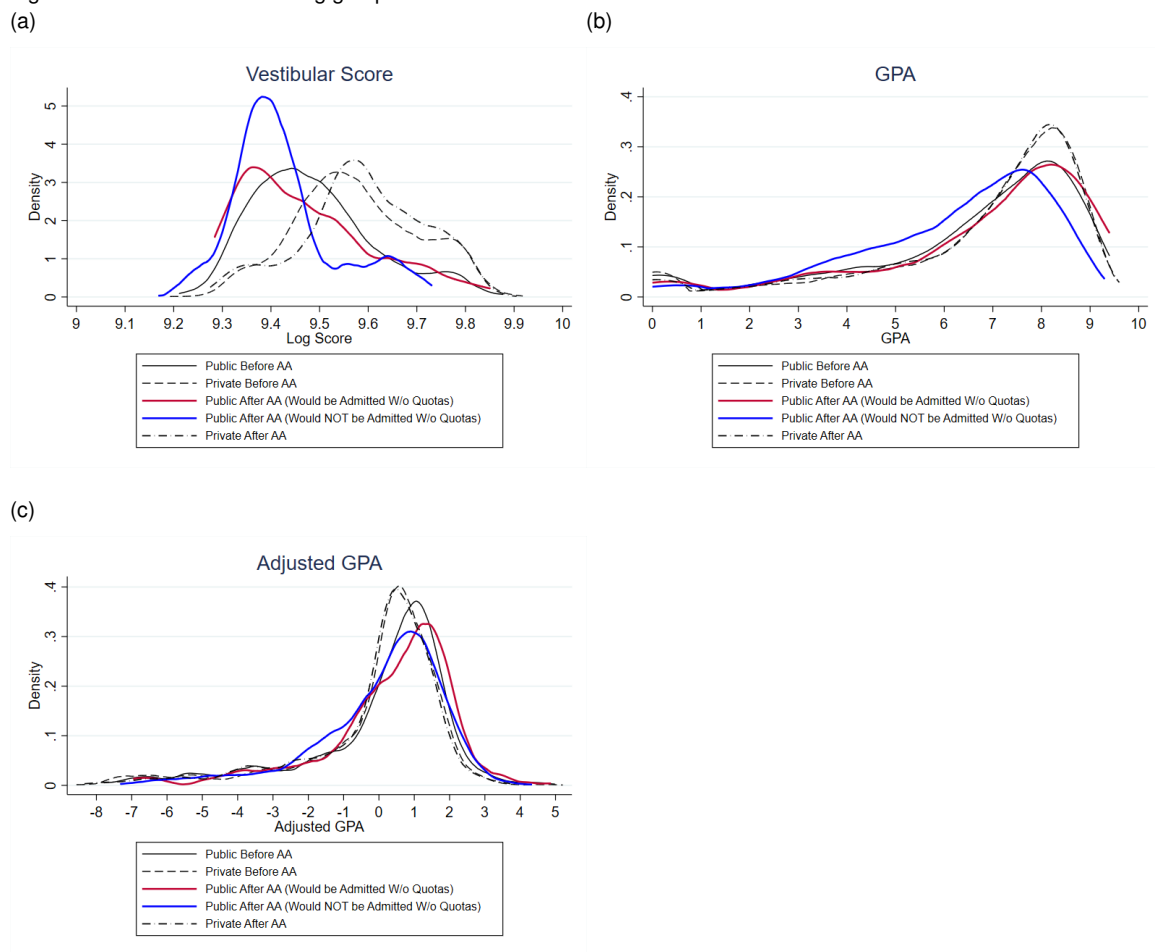 (a)
(b)
Vestibular Score
Density
0 1 2 3 4 5
9 9.1 9.2 9.3 9.4 9.5 9.6 9.7 9.8 9.9 10
Log Score
Public Before AA
Private Before AA
Public After AA (Would be Admitted W/o Quotas)
Public After AA (Would NOT be Admitted W/o Quotas)
Private After AA
GPA
Density
0 .1 .2 .3 .4
0 1 2 3 4 5 6 7 8 9 10
GPA
Public Before AA
Private Before AA
Public After AA (Would be Admitted W/o Quotas)
Public After AA (Would NOT be Admitted W/o Quotas)
Private After AA
(c)
Adjusted GPA
Density
0 .1 .2 .3 .4
-8 -7 -6 -5 -4 -3 -2 -1 0 1 2 3 4 5
Adjusted GPA
Public Before AA
Private Before AA
Public After AA (Would be Admitted W/o Quotas)
Public After AA (Would NOT be Admitted W/o Quotas)
Private After AA